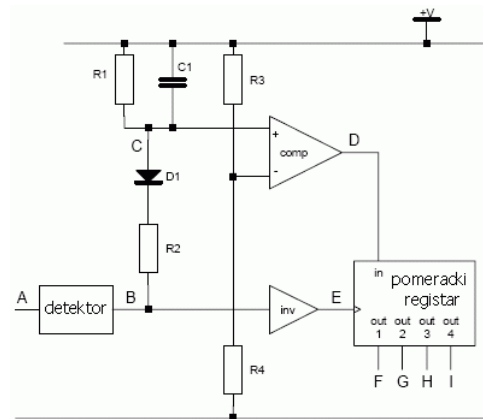 +V
R1
C1
R3
C
+
comp
-
D
D1
R2
in
pomeracki
registar
A
detektor
B
inv
E
out out out out
1 2 3 4
R4
F G H I